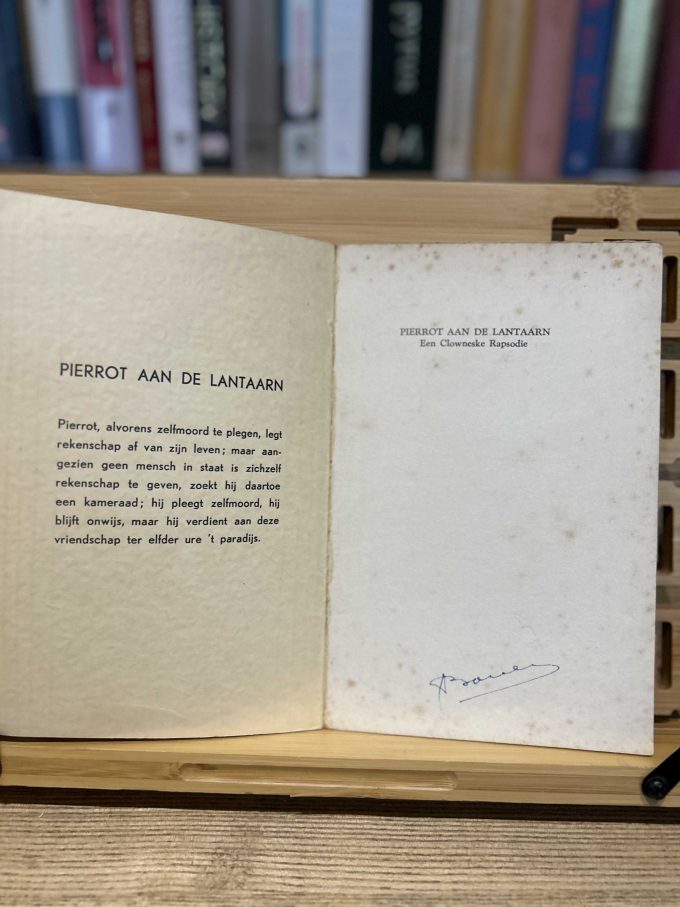 PIERROT AAN DE LANTAARN
Pierrot, alvorens zelfmoord te plegen, legt
rekenschap af van zijn leven; maar aan-
gezien geen mensch in staat is zichzelf
rekenschap te geven, zoekt hij daartoe
een kameraad; hij pleegt zelfmoord, hij
blijft onwijs, maar hij verdient aan deze
vriendschap ter elfder ure 't paradijs.
PIERROT AAN DE LANTAARN
Een Clowneske Rapsodie